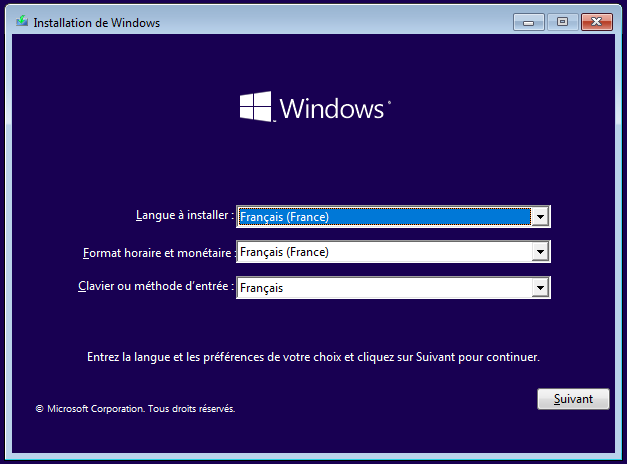 Installation de Windows
Windows
Langue à installer : Français (France)
Format horaire et monétaire : Français (France)
Clavier ou méthode d'entrée : Français
Entrez la langue et les préférences de votre choix et cliquez sur Suivant pour continuer.
Suivant
© Microsoft Corporation. Tous droits réservés.